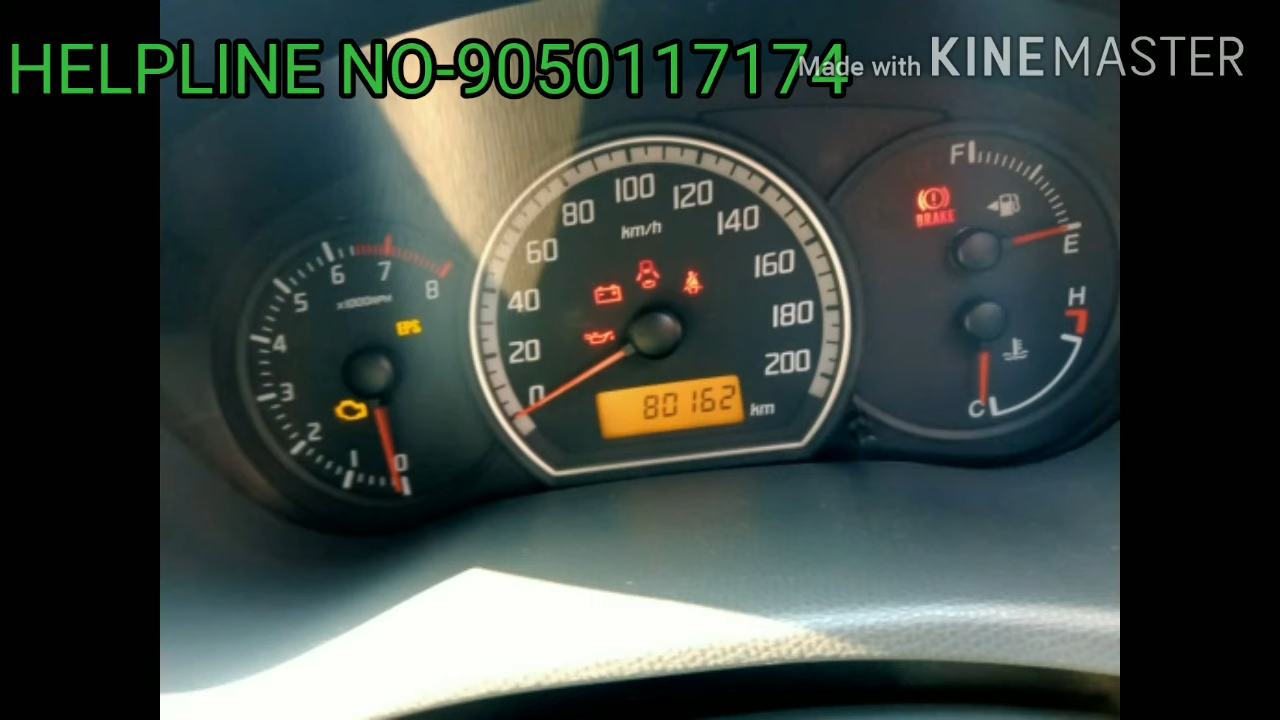 HELPLINE NO-9050117174
Made with KINEMASTER
100
80
120
60
km/h
140
40
160
20
180
0
200
80162 km
6
7
5
8
x1000RPM
EPS
4
3
2
1
0
F
BRAKE
E
H
C